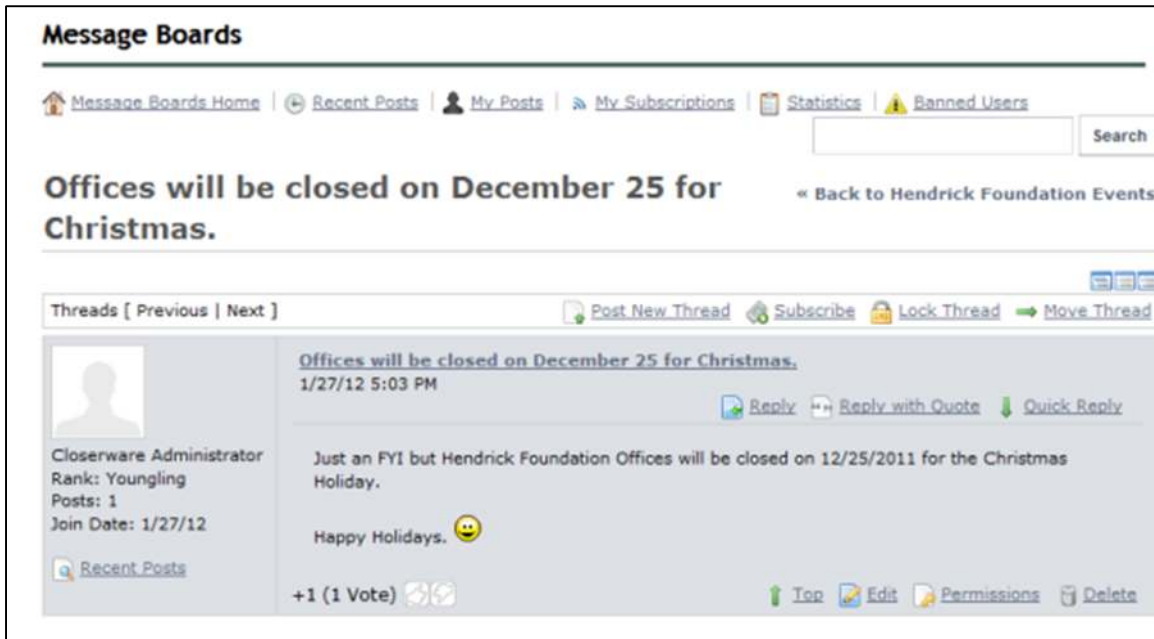 Message Boards
Message Boards Home | Recent Posts | My Posts | My Subscriptions | Statistics | Banned Users
Search
Offices will be closed on December 25 for
Christmas.
« Back to Hendrick Foundation Events
Threads [ Previous | Next ]
Post New Thread Subscribe Lock Thread Move Thread
Offices will be closed on December 25 for Christmas.
1/27/12 5:03 PM
Reply Reply with Quote Quick Reply
Closerware Administrator
Rank: Youngling
Posts: 1
Join Date: 1/27/12
Recent Posts
Just an FYI but Hendrick Foundation Offices will be closed on 12/25/2011 for the Christmas
Holiday.
Happy Holidays.
+1 (1 Vote)
Top Edit Permissions Delete